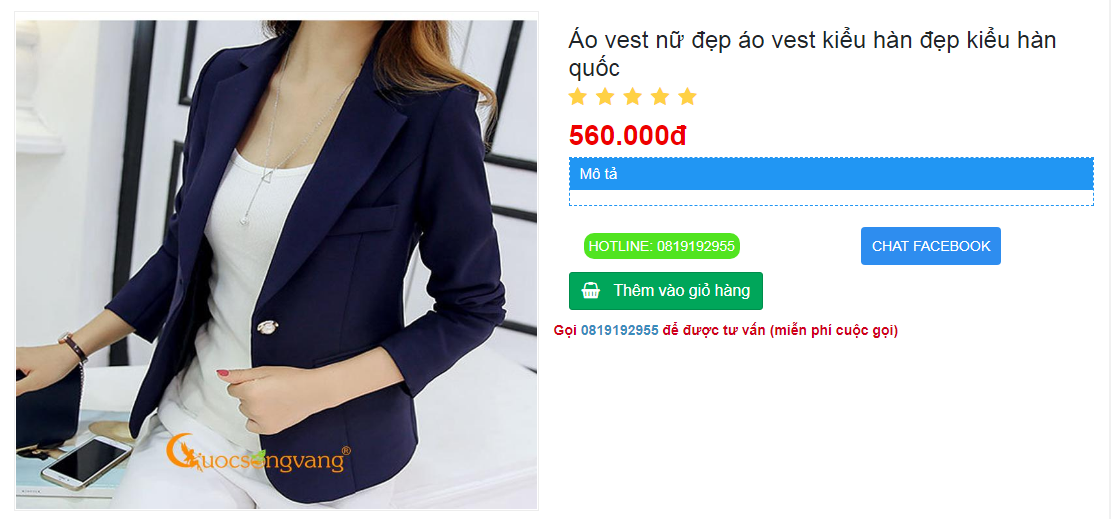 Áo vest nữ đẹp áo vest kiểu hàn đẹp kiểu hàn
quốc
560.000đ
Mô tả
HOTLINE: 0819192955
CHAT FACEBOOK
Thêm vào giỏ hàng
Gọi 0819192955 để được tư vấn (miễn phí cuộc gọi)
Cuocsongvang®